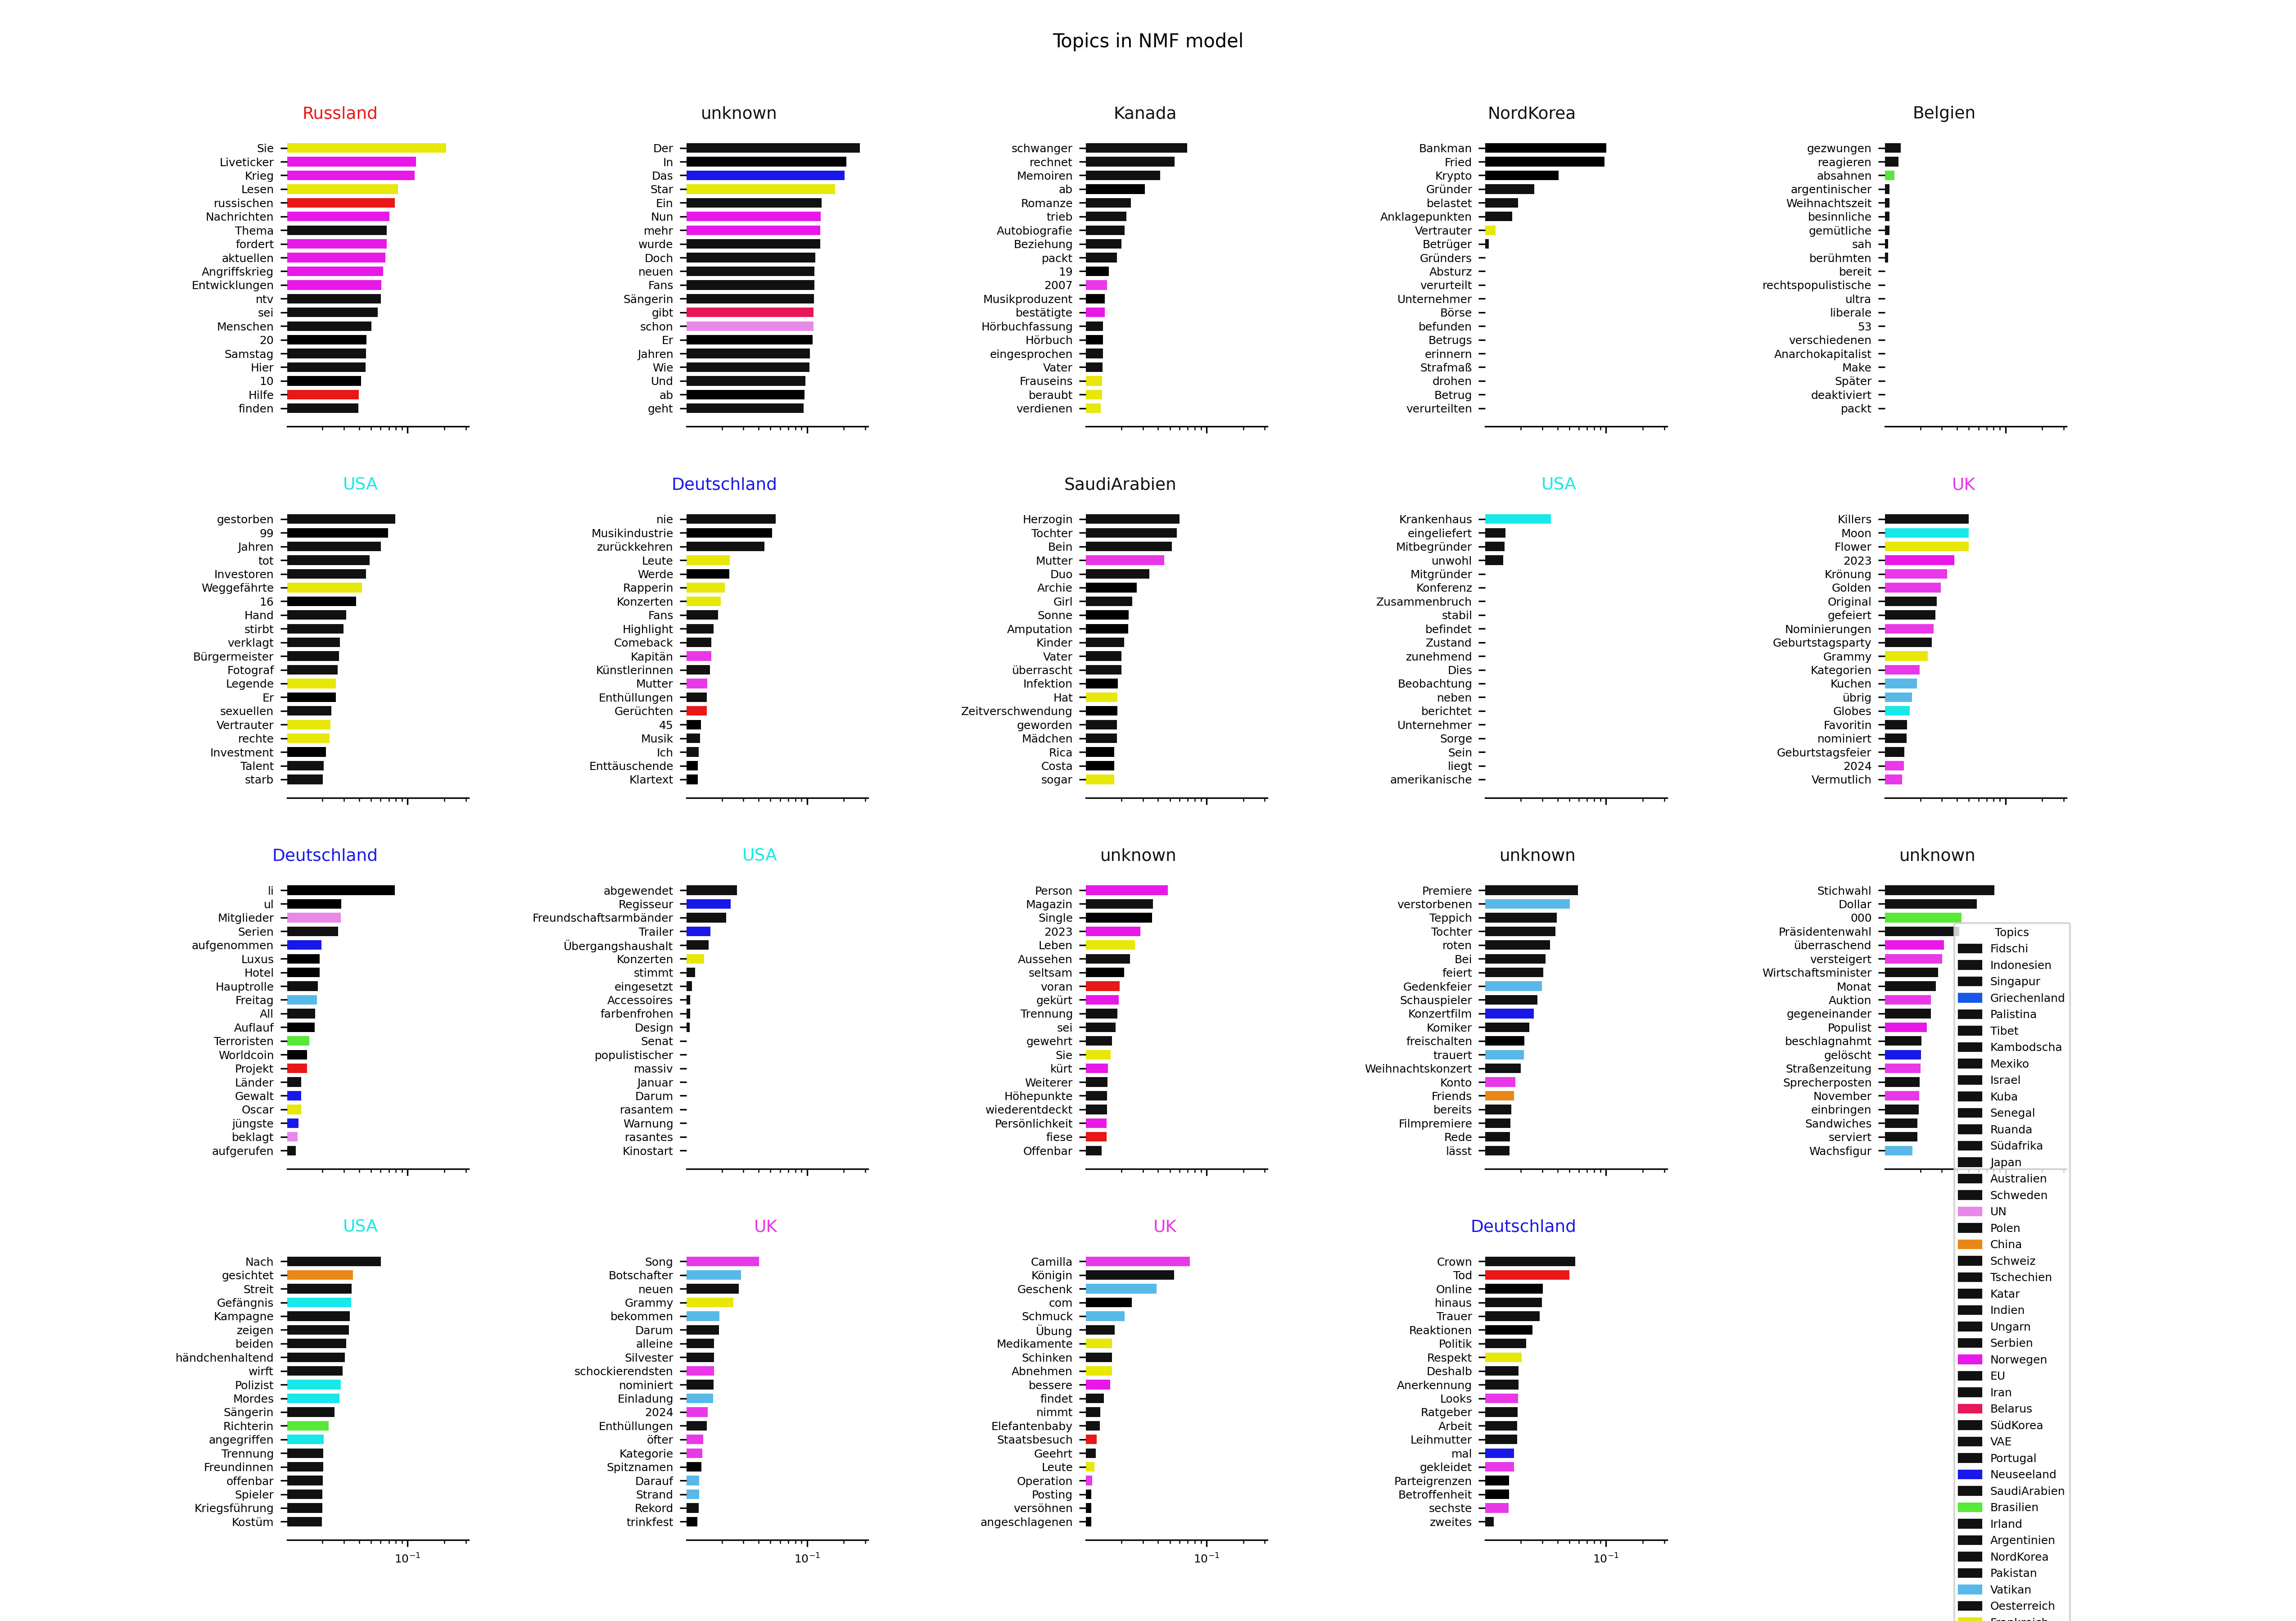 Topics in NMF model
Russland
Sie
Liveticker
Krieg
Lesen
russischen
Nachrichten
Thema
fordert
aktuellen
Angriffskrieg
Entwicklungen
ntv
sei
Menschen
20
Samstag
Hier
10
Hilfe
finden
unknown
Der
In
Das
Star
Ein
Nun
mehr
wurde
Doch
neuen
Fans
Sängerin
gibt
schon
Er
Jahren
Wie
Und
ab
geht
Kanada
schwanger
rechnet
Memoiren
ab
Romanze
trieb
Autobiografie
Beziehung
packt
19
2007
Musikproduzent
bestätigte
Hörbuchfassung
Hörbuch
eingesprochen
Vater
Frauseins
beraubt
verdienen
NordKorea
Bankman
Fried
Krypto
Gründer
belastet
Anklagepunkten
Vertrauter
Betrüger
Gründers
Absturz
verurteilt
Unternehmer
Börse
befunden
Betrugs
erinnern
Strafmaß
drohen
Betrug
verurteilten
Belgien
gezwungen
reagieren
absahnen
argentinischer
Weihnachtszeit
besinnliche
gemütliche
sah
berühmten
bereit
rechtspopulistische
ultra
liberale
53
verschiedenen
Anarchokapitalist
Make
Später
deaktiviert
packt
USA
gestorben
99
Jahren
tot
Investoren
Weggefährte
16
Hand
stirbt
verklagt
Bürgermeister
Fotograf
Legende
Er
sexuellen
Vertrauter
rechte
Investment
Talent
starb
Deutschland
nie
Musikindustrie
zurückkehren
Leute
Werde
Rapperin
Konzerten
Fans
Highlight
Comeback
Kapitän
Künstlerinnen
Mutter
Enthüllungen
Gerüchten
45
Musik
Ich
Enttäuschende
Klartext
SaudiArabien
Herzogin
Tochter
Bein
Mutter
Duo
Archie
Girl
Sonne
Amputation
Kinder
Vater
überrascht
Infektion
Hat
Zeitverschwendung
geworden
Mädchen
Rica
Costa
sogar
USA
Krankenhaus
eingeliefert
Mitbegründer
unwohl
Mitgründer
Konferenz
Zusammenbruch
stabil
befindet
Zustand
zunehmend
Dies
Beobachtung
neben
berichtet
Unternehmer
Sorge
Sein
liegt
amerikanische
UK
Killers
Moon
Flower
2023
Krönung
Golden
Original
gefeiert
Nominierungen
Geburtstagsparty
Grammy
Kategorien
Kuchen
übrig
Globes
Favoritin
nominiert
Geburtstagsfeier
2024
Vermutlich
Deutschland
li
ul
Mitglieder
Serien
aufgenommen
Luxus
Hotel
Hauptrolle
Freitag
All
Auflauf
Terroristen
Worldcoin
Projekt
Länder
Gewalt
Oscar
jüngste
beklagt
aufgerufen
USA
abgewendet
Regisseur
Freundschaftsarmbänder
Trailer
Übergangshaushalt
Konzerten
stimmt
eingesetzt
Accessoires
farbenfrohen
Design
Senat
populistischer
massiv
Januar
Darum
rasantem
Warnung
rasantes
Kinostart
unknown
Person
Magazin
Single
2023
Leben
Aussehen
seltsam
voran
gekürt
Trennung
sei
gewehrt
Sie
kürt
Weiterer
Höhepunkte
wiederentdeckt
Persönlichkeit
fiese
Offenbar
unknown
Premiere
verstorbenen
Teppich
Tochter
roten
Bei
feiert
Gedenkfeier
Schauspieler
Konzertfilm
Komiker
freischalten
trauert
Weihnachtskonzert
Konto
Friends
bereits
Filmpremiere
Rede
lässt
unknown
Stichwahl
Dollar
000
Präsidentenwahl
überraschend
versteigert
Wirtschaftsminister
Monat
Auktion
gegeneinander
Populist
beschlagnahmt
gelöscht
Straßenzeitung
Sprecherposten
November
einbringen
Sandwiches
serviert
Wachsfigur
USA
Nach
gesichtet
Streit
Gefängnis
Kampagne
zeigen
beiden
händchenhaltend
wirft
Polizist
Mordes
Sängerin
Richterin
angegriffen
Trennung
Freundinnen
offenbar
Spieler
Kriegsführung
Kostüm
10⁻¹
UK
Song
Botschafter
neuen
Grammy
bekommen
Darum
alleine
Silvester
schockierendsten
nominiert
Einladung
2024
Enthüllungen
öfter
Kategorie
Spitznamen
Darauf
Strand
Rekord
trinkfest
10⁻¹
UK
Camilla
Königin
Geschenk
com
Schmuck
Übung
Medikamente
Schinken
Abnehmen
bessere
findet
nimmt
Elefantenbaby
Staatsbesuch
Geehrt
Leute
Operation
Posting
versöhnen
angeschlagenen
10⁻¹
Deutschland
Crown
Tod
Online
hinaus
Trauer
Reaktionen
Politik
Respekt
Deshalb
Anerkennung
Looks
Ratgeber
Arbeit
Leihmutter
mal
gekleidet
Parteigrenzen
Betroffenheit
sechste
zweites
10⁻¹
Topics
Fidschi
Indonesien
Singapur
Griechenland
Palistina
Tibet
Kambodscha
Mexiko
Israel
Kuba
Senegal
Ruanda
Südafrika
Japan
Australien
Schweden
UN
Polen
China
Schweiz
Tschechien
Katar
Indien
Ungarn
Serbien
Norwegen
EU
Iran
Belarus
SüdKorea
VAE
Portugal
Neuseeland
SaudiArabien
Brasilien
Irland
Argentinien
NordKorea
Pakistan
Vatikan
Oesterreich